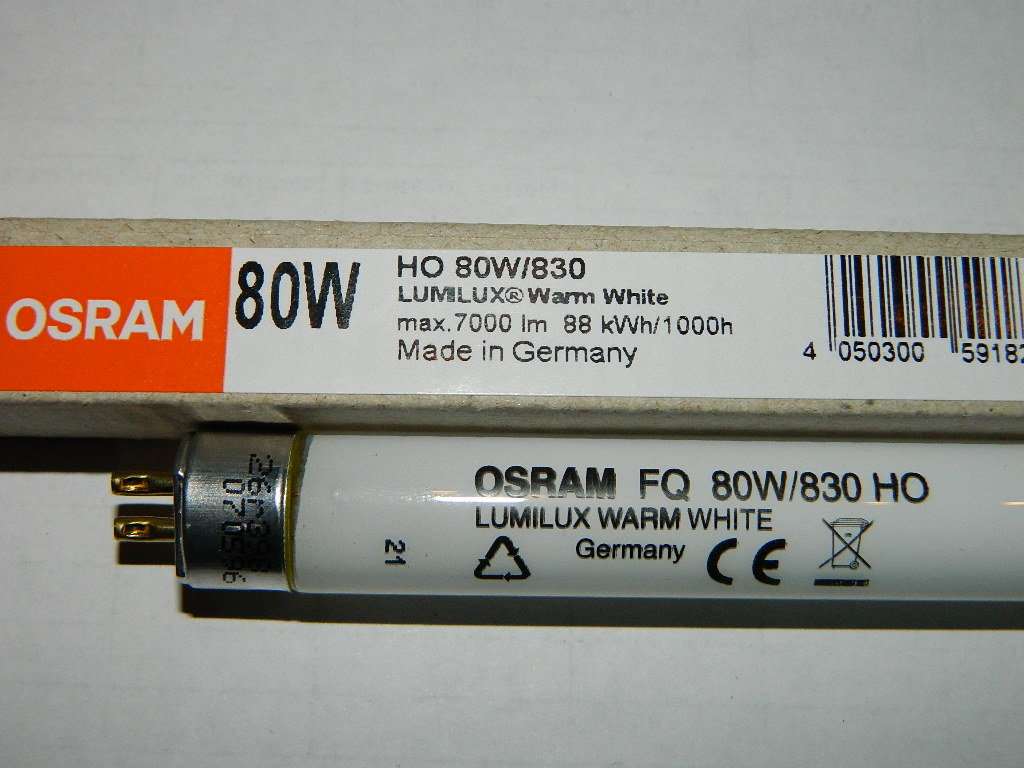 OSRAM
80W
HO 80W/830
LUMILUX® Warm White
max.7000 lm 88 kWh/1000h
Made in Germany
4 050300 59182
OSRAM FQ 80W/830 HO
LUMILUX WARM WHITE
Germany CE
21